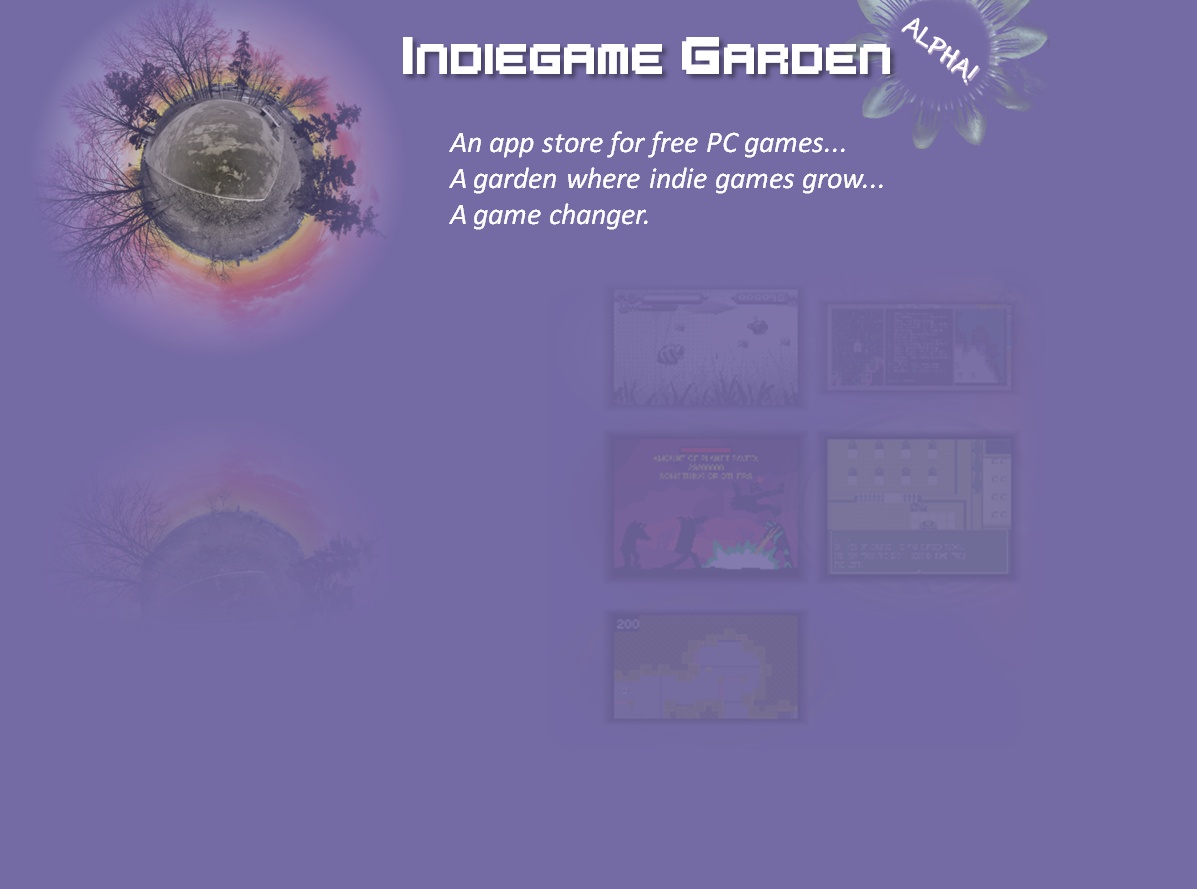 Indiegame Garden
ALPHA!
An app store for free PC games...
A garden where indie games grow...
A game changer.
200